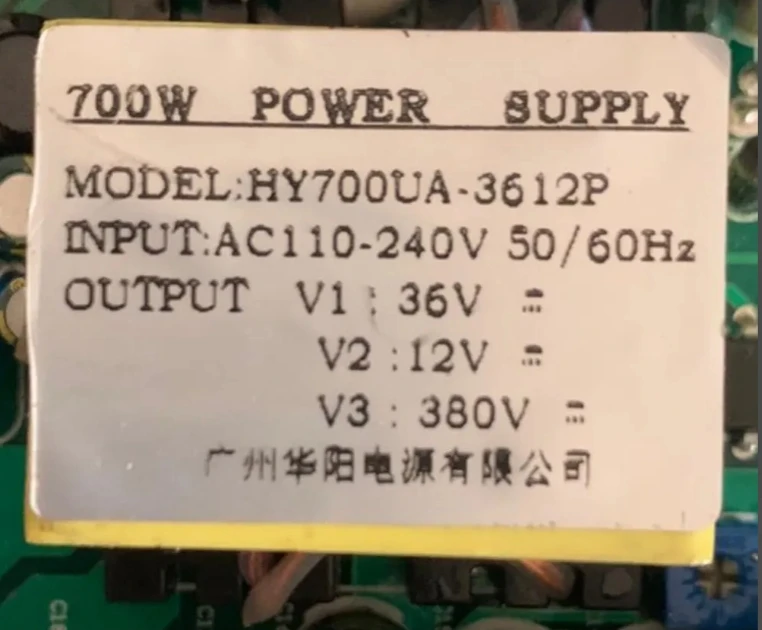 700W POWER SUPPLY
MODEL:HY700UA-3612P
INPUT:AC110-240V 50/60Hz
OUTPUT V1 : 36V ⎓
V2 : 12V ⎓
V3 : 380V ⎓
广州华阳电源有限公司